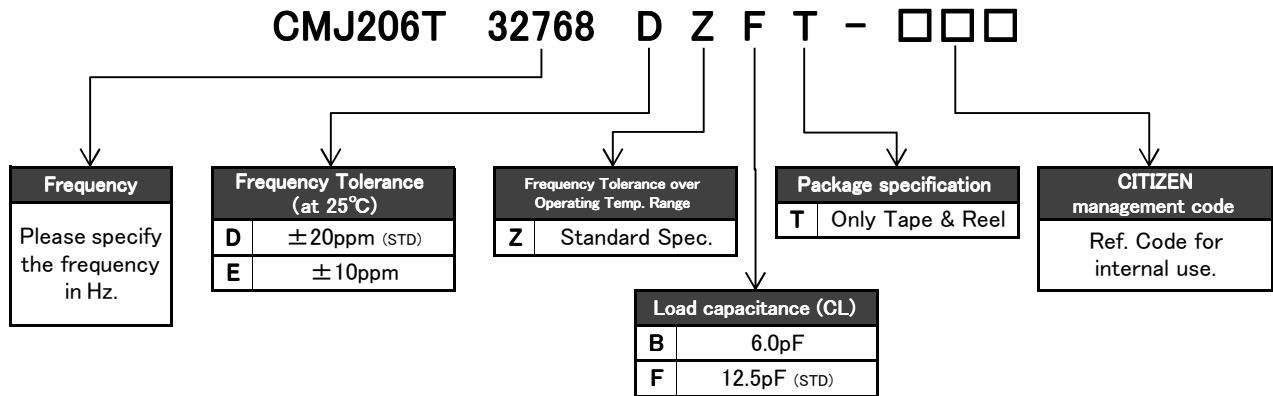 CMJ206T 32768 D Z F T - □□□
Frequency
Please specify
the frequency
in Hz.
Frequency Tolerance
(at 25℃)
D ±20ppm (STD)
E ±10ppm
Frequency Tolerance over
Operating Temp. Range
Z Standard Spec.
Load capacitance (CL)
B 6.0pF
F 12.5pF (STD)
Package specification
T Only Tape & Reel
CITIZEN
management code
Ref. Code for
internal use.